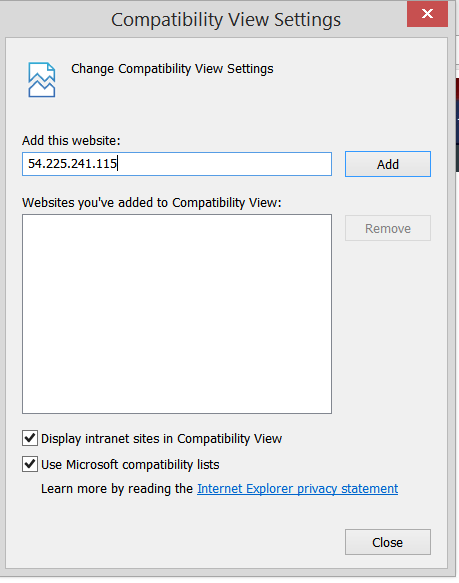 Compatibility View Settings
Change Compatibility View Settings
Add this website:
54.225.241.115
Add
Websites you've added to Compatibility View:
Remove
Display intranet sites in Compatibility View
Use Microsoft compatibility lists
Learn more by reading the Internet Explorer privacy statement
Close